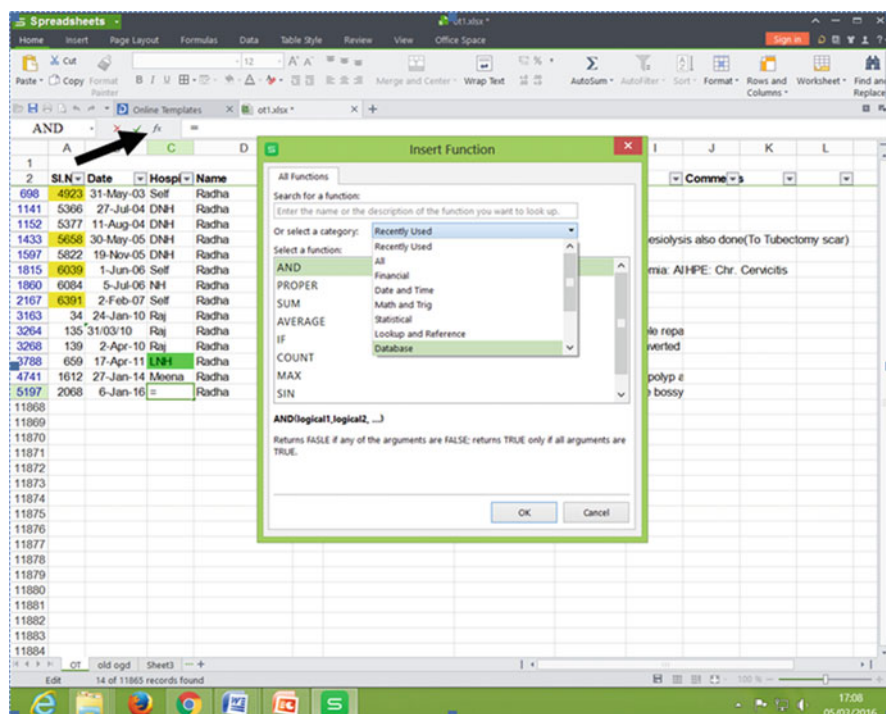 Spreadsheets
ot1.xlsx *
Home Insert Page Layout Formulas Data Table Style Review View Office Space Sign in
Cut
Paste Copy Format Painter B I U 12 A A Merge and Center Wrap Text AutoSum AutoFilter Sort Format Rows and Columns Worksheet Find and Replace
Online Templates ot1.xlsx *
AND fx =
A C D I J K L
1
2 Sl.N Date Hospi Name Comme s
698 4923 31-May-03 Self Radha
1141 5366 27-Jul-04 DNH Radha
1152 5377 11-Aug-04 DNH Radha
1433 5658 30-May-05 DNH Radha esiolysis also done(To Tubectomy scar)
1597 5822 19-Nov-05 DNH Radha
1815 6039 1-Jun-06 Self Radha mia: AI HPE: Chr. Cervicitis
1860 6084 5-Jul-06 NH Radha
2167 6391 2-Feb-07 Self Radha
3163 34 24-Jan-10 Raj Radha
3264 135 31/03/10 Raj Radha le repa
3268 139 2-Apr-10 Raj Radha verted
3788 659 17-Apr-11 LNH Radha
4741 1612 27-Jan-14 Meena Radha polyp a
5197 2068 6-Jan-16 = Radha e bossy
11868
11869
11870
11871
11872
11873
11874
11875
11876
11877
11878
11879
11880
11881
11882
11883
11884
Insert Function
All Functions
Search for a function:
Enter the name or the description of the function you want to look up.
Or select a category: Recently Used
Recently Used
All
Financial
Date and Time
Math and Trig
Statistical
Lookup and Reference
Database
Select a function:
AND
PROPER
SUM
AVERAGE
IF
COUNT
MAX
SIN
AND(logical1,logical2, ...)
Returns FASLE if any of the arguments are FALSE; returns TRUE only if all arguments are
TRUE.
OK Cancel
OT old ogd Sheet3
Edit 14 of 11865 records found 100 %
17:08
05/03/2016